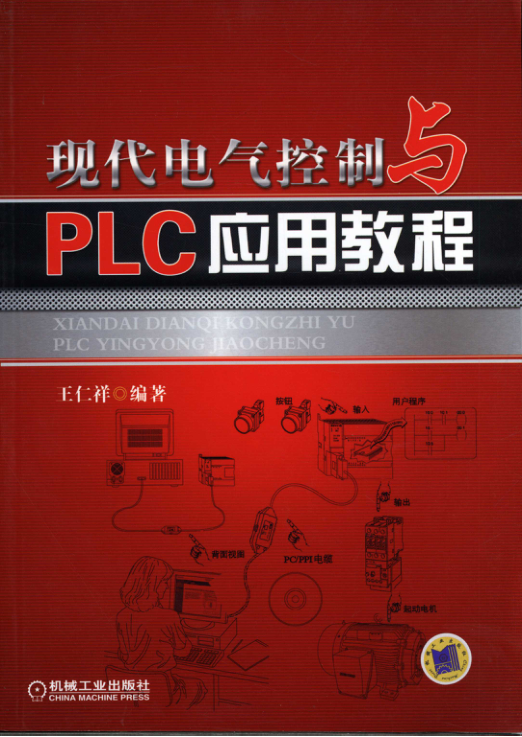 现代电气控制与
PLC应用教程
XIANDAI DIANQI KONGZHI YU
PLC YINGYONG JIAOCHENG
王仁祥◎编著
按钮
输入
用户程序
输出
背面视图
PC/PPI电缆
起动电机
机械工业出版社
CHINA MACHINE PRESS